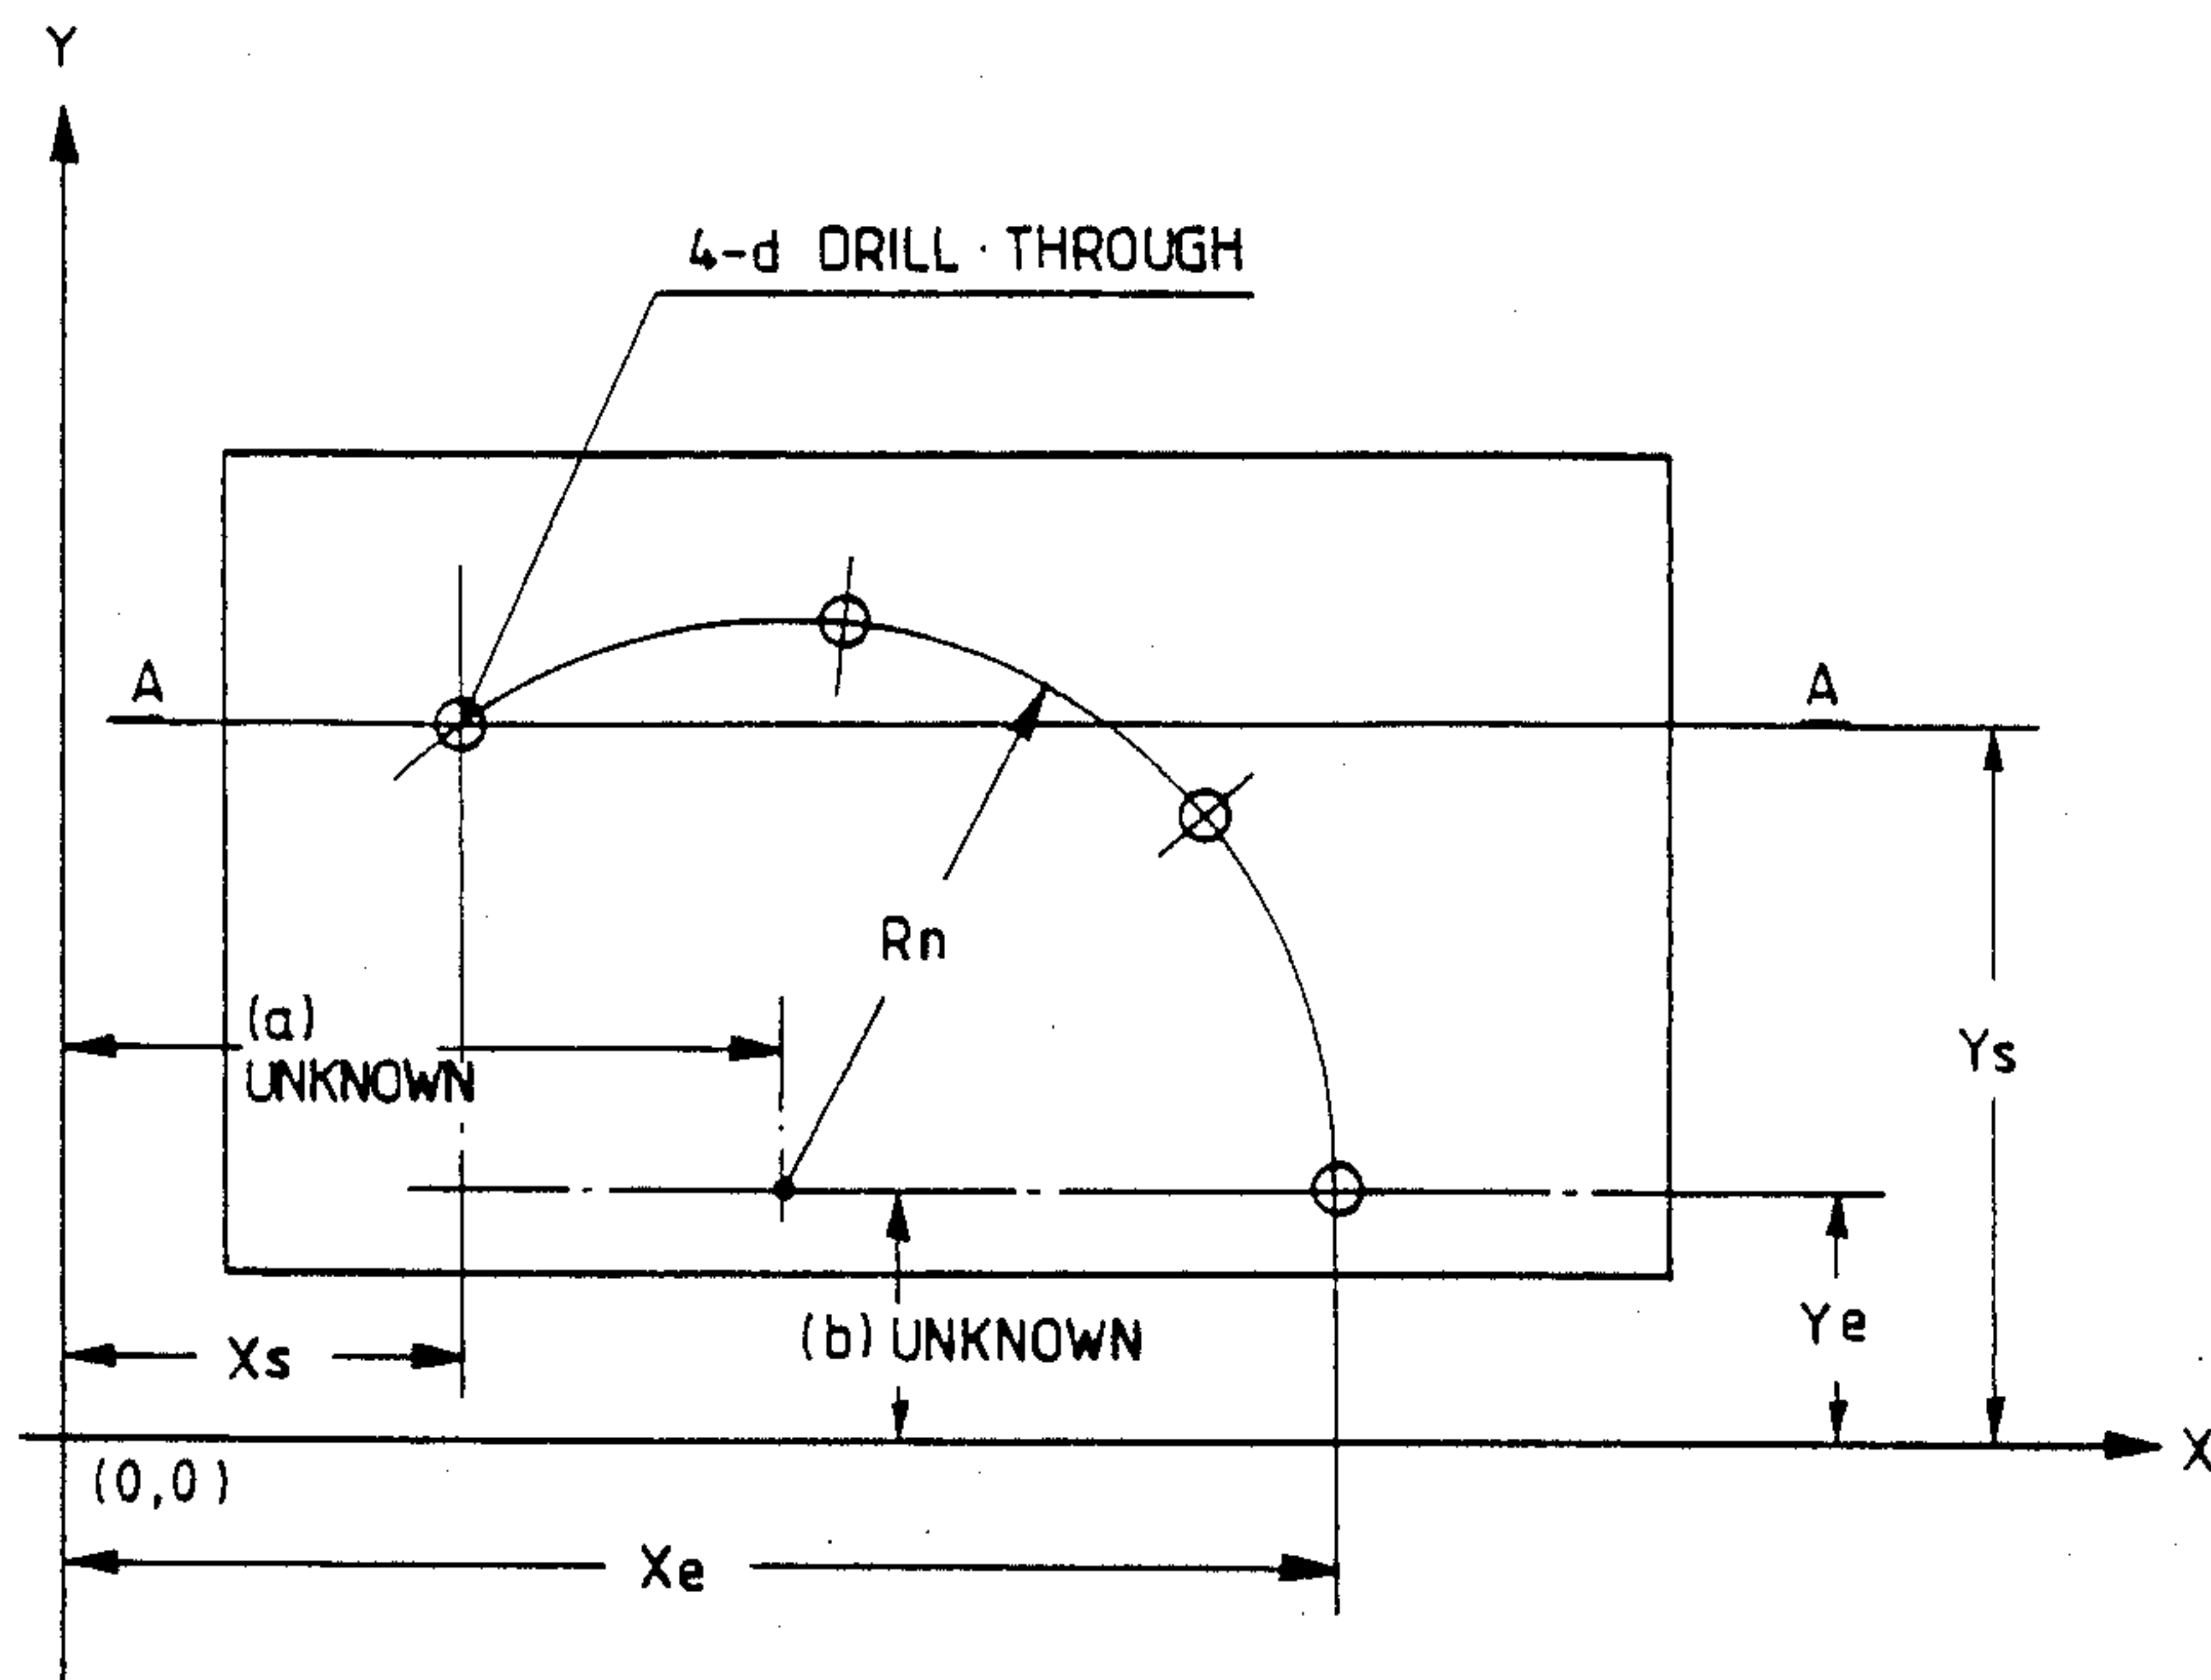 Y
4-d DRILL · THROUGH
A
A
Rn
(a)
UNKNOWN
Ys
(b) UNKNOWN
Ye
Xs
X
(0,0)
Xe